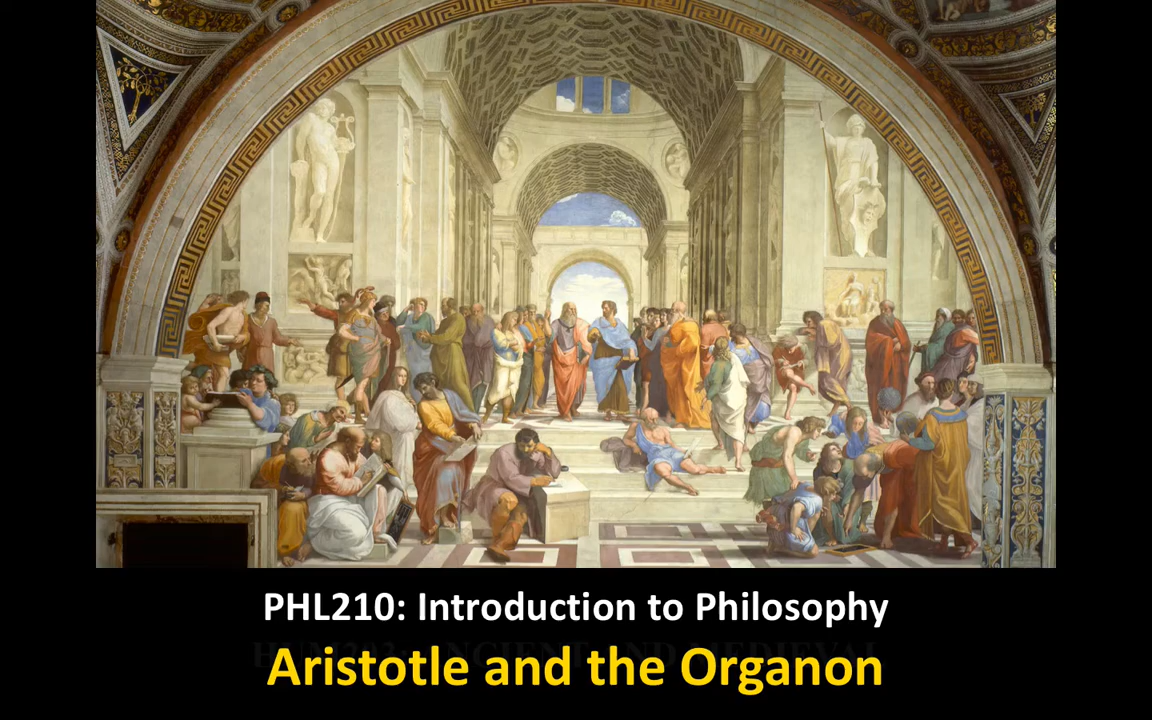 PHL210: Introduction to Philosophy
Aristotle and the Organon